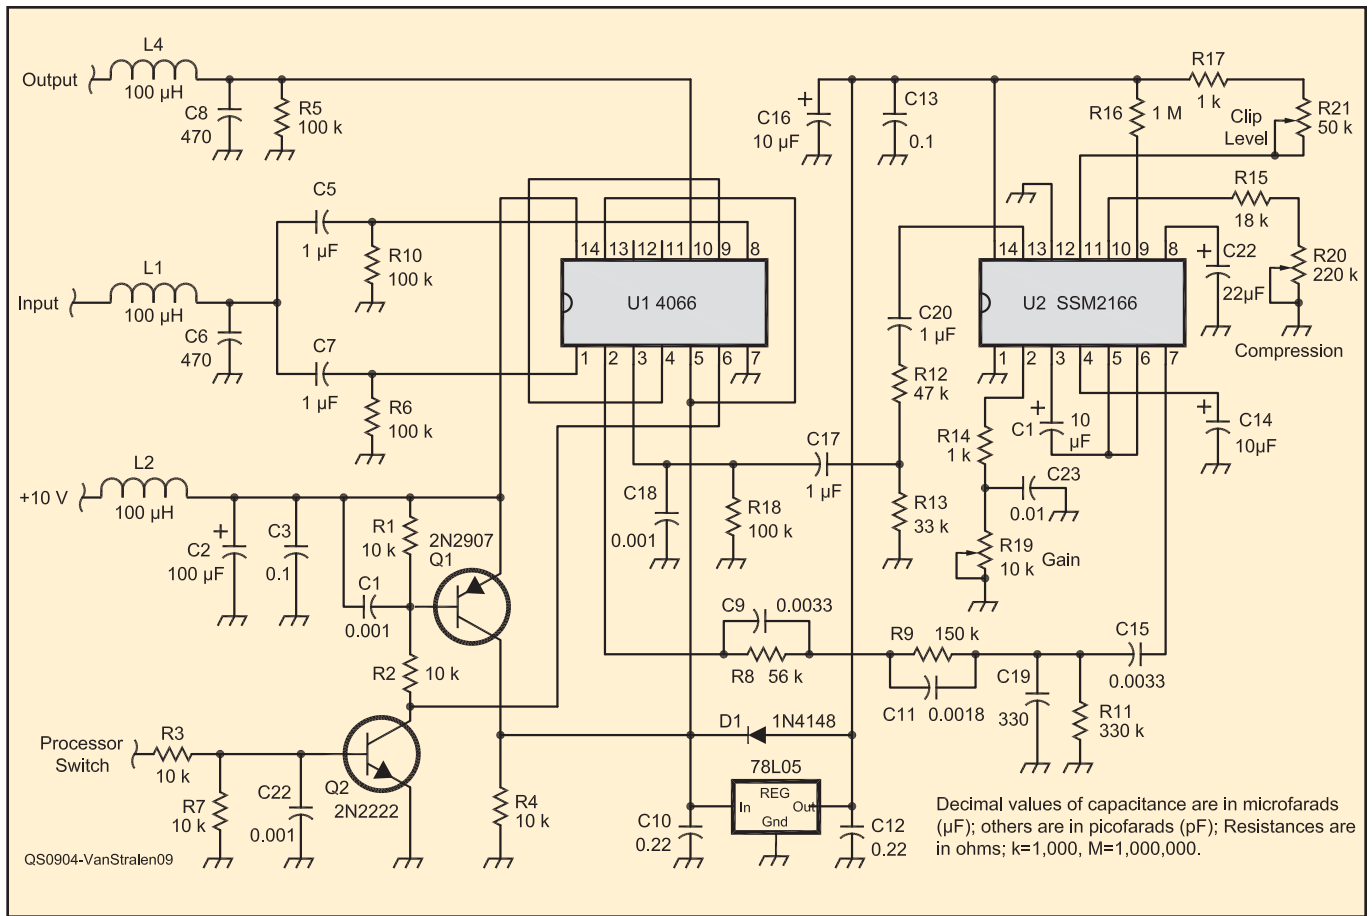 L4
Output
100 µH
C8
470
R5
100 k
C5
1 µF
R10
100 k
L1
Input
100 µH
C6
470
C7
1 µF
R6
100 k
14 13 12 11 10 9 8
U1 4066
1 2 3 4 5 6 7
C16
+
10 µF
C13
0.1
R16
1 M
R17
1 k
Clip
Level
R21
50 k
R15
18 k
14 13 12 11 10 9 8
U2 SSM2166
1 2 3 4 5 6 7
+
C22
22µF
R20
220 k
Compression
C20
1 µF
R12
47 k
R14
1 k
+
C1
10
µF
+
C14
10µF
C17
1 µF
C18
0.001
R18
100 k
R13
33 k
C23
0.01
R19
10 k
Gain
L2
+10 V
100 µH
+
C2
100 µF
C3
0.1
R1
10 k
2N2907
Q1
C1
0.001
R2
10 k
C9
0.0033
R8
56 k
R9
150 k
C11
0.0018
C19
330
R11
330 k
C15
0.0033
Processor
Switch
R3
10 k
R7
10 k
C22
0.001
Q2
2N2222
R4
10 k
D1
1N4148
78L05
REG
In
Out
Gnd
C10
0.22
C12
0.22
Decimal values of capacitance are in microfarads
(µF); others are in picofarads (pF); Resistances are
in ohms; k=1,000, M=1,000,000.
QS0904-VanStralen09